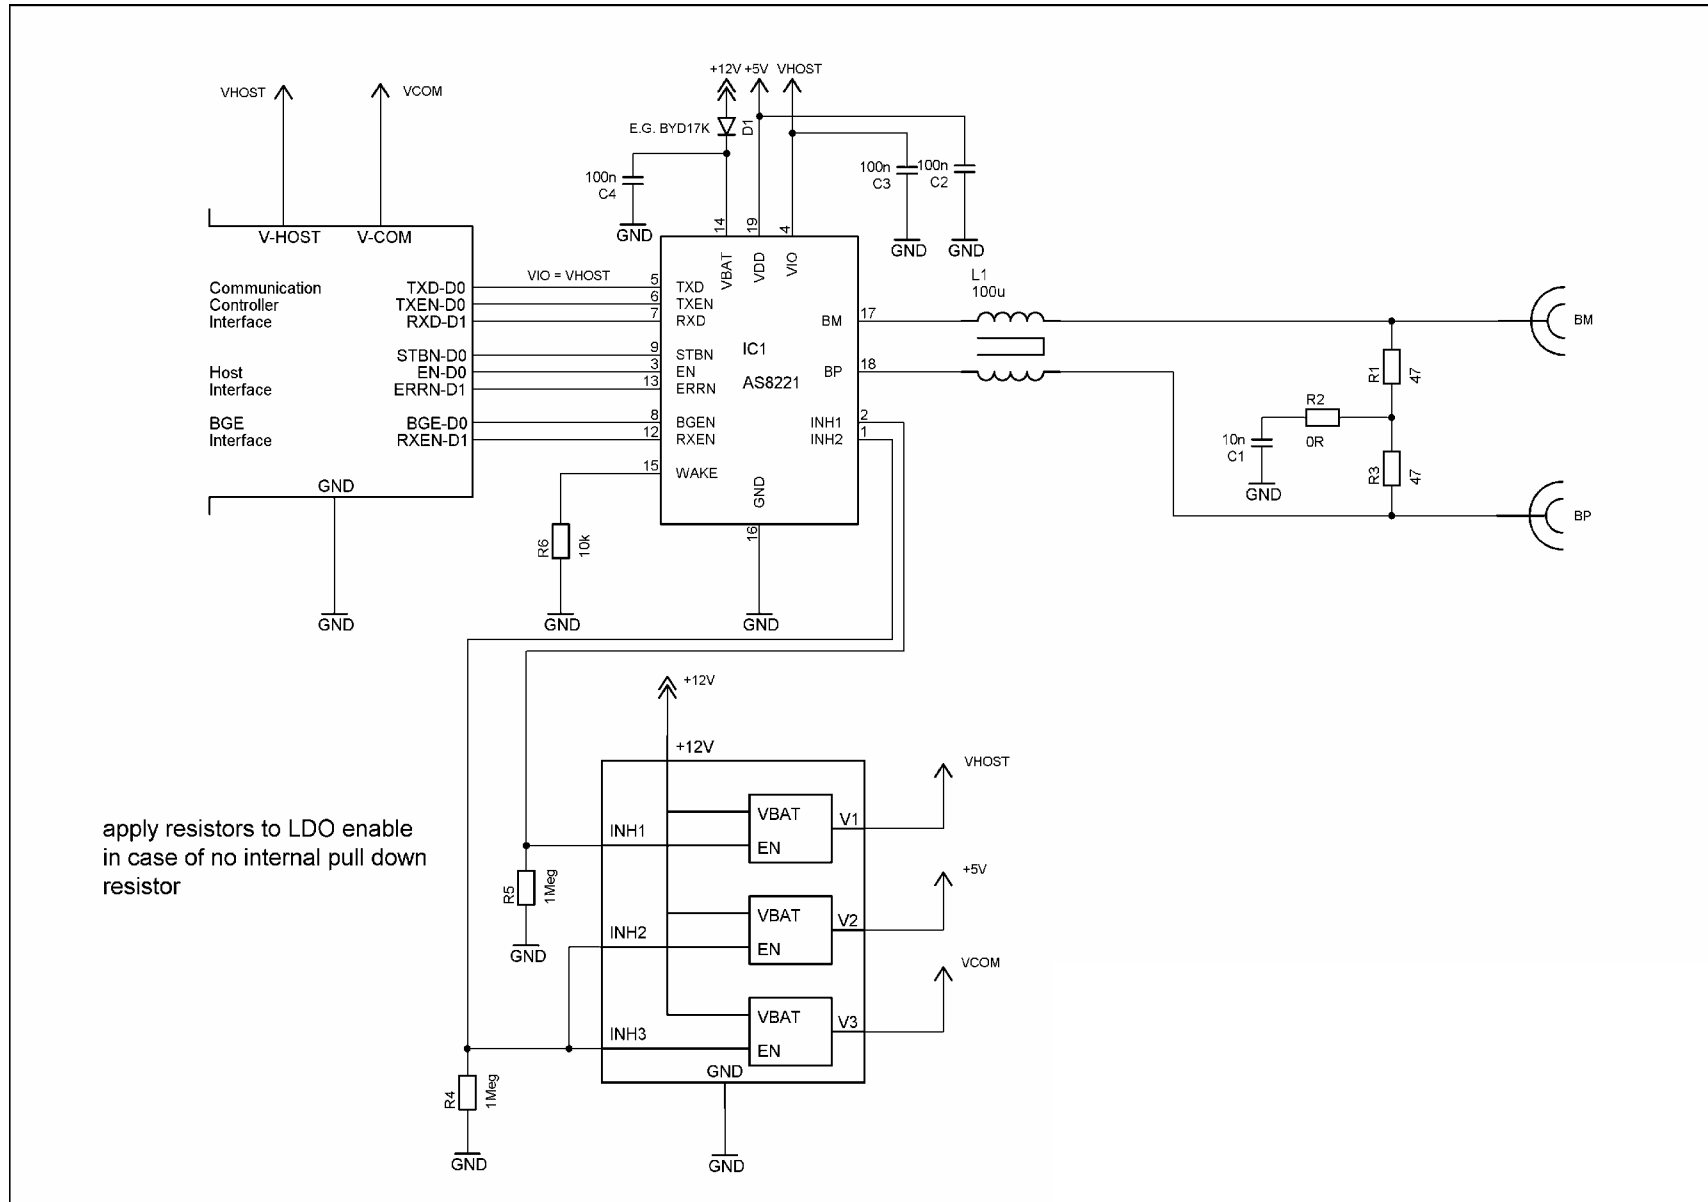 +12V +5V VHOST
VHOST
VCOM
E.G. BYD17K
D1
100n
C4
GND
100n
C3
100n
C2
GND
GND
V-HOST
V-COM
14
19
4
VBAT
VDD
VIO
VIO = VHOST
Communication
Controller
Interface
TXD-D0
TXEN-D0
RXD-D1
5
6
7
TXD
TXEN
RXD
Host
Interface
STBN-D0
EN-D0
ERRN-D1
9
3
13
STBN
EN
ERRN
BGE
Interface
BGE-D0
RXEN-D1
8
12
BGEN
RXEN
15
WAKE
IC1
AS8221
BM
17
BP
18
INH1
2
INH2
1
GND
16
GND
L1
100u
BM
R1
47
R2
0R
10n
C1
GND
R3
47
BP
GND
GND
R6
10k
GND
+12V
+12V
INH1
VBAT
EN
V1
VHOST
apply resistors to LDO enable
in case of no internal pull down
resistor
R5
1Meg
GND
INH2
VBAT
EN
V2
+5V
INH3
VBAT
EN
V3
VCOM
GND
R4
1Meg
GND
GND